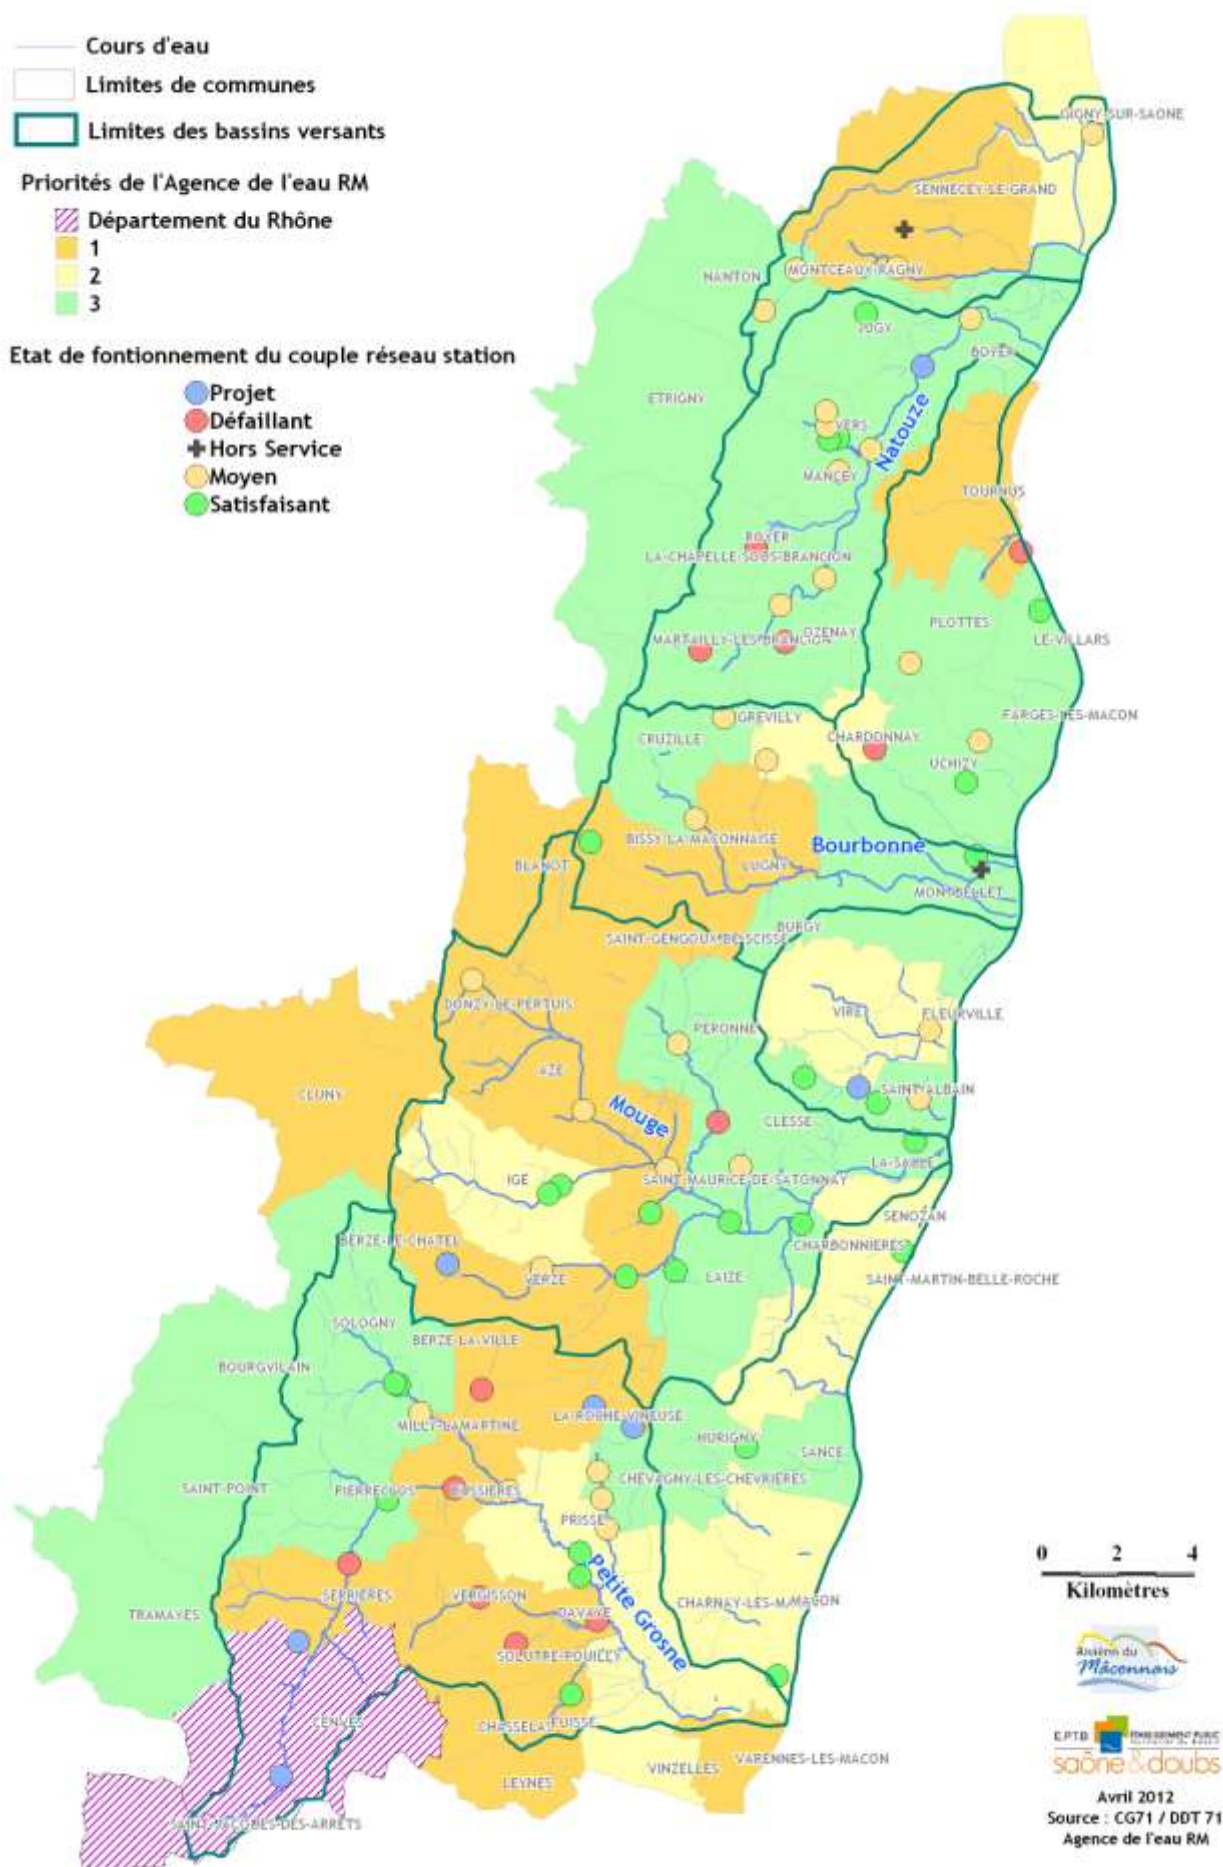 Cours d'eau
Limites de communes
Limites des bassins versants
Priorités de l'Agence de l'eau RM
Département du Rhône
1
2
3
Etat de fontionnement du couple réseau station
Projet
Défaillant
Hors Service
Moyen
Satisfaisant
GIGNY-SUR-SAONE
SENNECEY-LE-GRAND
NANTON
MONTCEAUX-RAGNY
JUGY
BOYER
ETRIGNY
VERS
Natouze
MANCEY
TOURNUS
ROYER
LA-CHAPELLE-SOUS-BRANCION
PLOTTES
MARTAILLY-LES-BRANCION
OZENAY
LE-VILLARS
GREVILLY
FARGES-LES-MACON
CRUZILLE
CHARDONNAY
UCHIZY
BISSY-LA-MACONNAISE
Bourbonne
BLANOT
LUGNY
MONTBELLET
BURGY
SAINT-GENGOUX-DE-SCISSE
DONZY-LE-PERTUIS
VIRE
FLEURVILLE
PERONNE
AZE
CLUNY
SAINT-ALBAIN
Mouge
CLESSE
LA-SALLE
IGE
SAINT-MAURICE-DE-SATONNAY
SENOZAN
BERZE-LE-CHATEL
CHARBONNIERES
VERZE
LAIZE
SAINT-MARTIN-BELLE-ROCHE
SOLOGNY
BERZE-LA-VILLE
BOURGVILAIN
LA-ROCHE-VINEUSE
MILLY-LAMARTINE
HURIGNY
SANCE
CHEVAGNY-LES-CHEVRIERES
SAINT-POINT
PIERRECLOS
BUSSIERES
PRISSE
Petite Grosne
SERRIERES
VERGISSON
TRAMAYES
DAVAYE
CHARNAY-LES-M
MACON
SOLUTRE-POUILLY
CENVES
CHASSELAS
FUISSE
LEYNES
VINZELLES
VARENNES-LES-MACON
SAINT-JACQUES-DES-ARRETS
0 2 4
Kilomètres
Rivières du
Mâconnais
EPTB
ETABLISSEMENT PUBLIC
saône & doubs
Avril 2012
Source : CG71 / DDT 71
Agence de l'eau RM